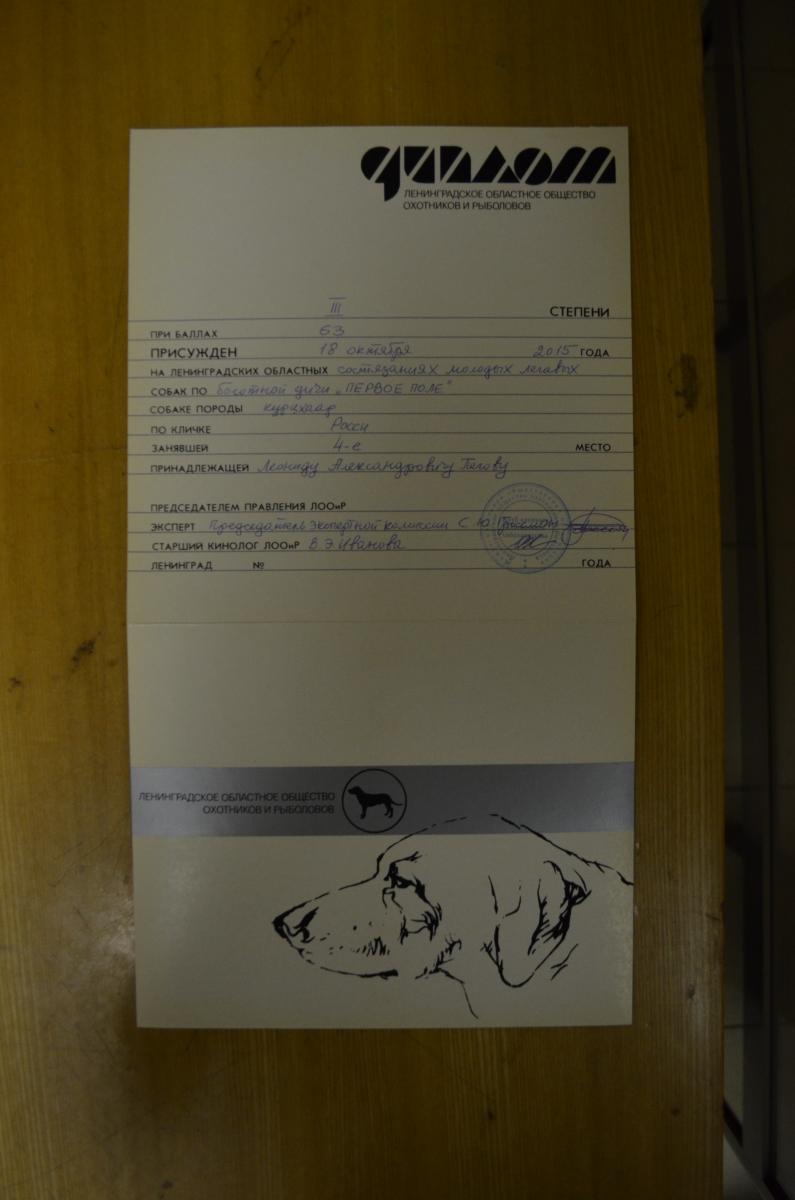 ДИПЛОМ
ЛЕНИНГРАДСКОЕ ОБЛАСТНОЕ ОБЩЕСТВО
ОХОТНИКОВ И РЫБОЛОВОВ
III СТЕПЕНИ
ПРИ БАЛЛАХ 63
ПРИСУЖДЕН 18 октября 2015 ГОДА
НА ЛЕНИНГРАДСКИХ ОБЛАСТНЫХ состязаниях молодых легавых
СОБАК ПО болотной дичи „ПЕРВОЕ ПОЛЕ"
СОБАКЕ ПОРОДЫ курцхаар
ПО КЛИЧКЕ Росси
ЗАНЯВШЕЙ 4-е МЕСТО
ПРИНАДЛЕЖАЩЕЙ Леониду Александровичу
ПРЕДСЕДАТЕЛЕМ ПРАВЛЕНИЯ ЛООиР
ЭКСПЕРТ Председатель Экспертной комиссии С. Ю.
СТАРШИЙ КИНОЛОГ ЛООиР В. Э. Иванова
ЛЕНИНГРАД № ГОДА
ЛЕНИНГРАДСКОЕ ОБЛАСТНОЕ ОБЩЕСТВО
ОХОТНИКОВ И РЫБОЛОВОВ